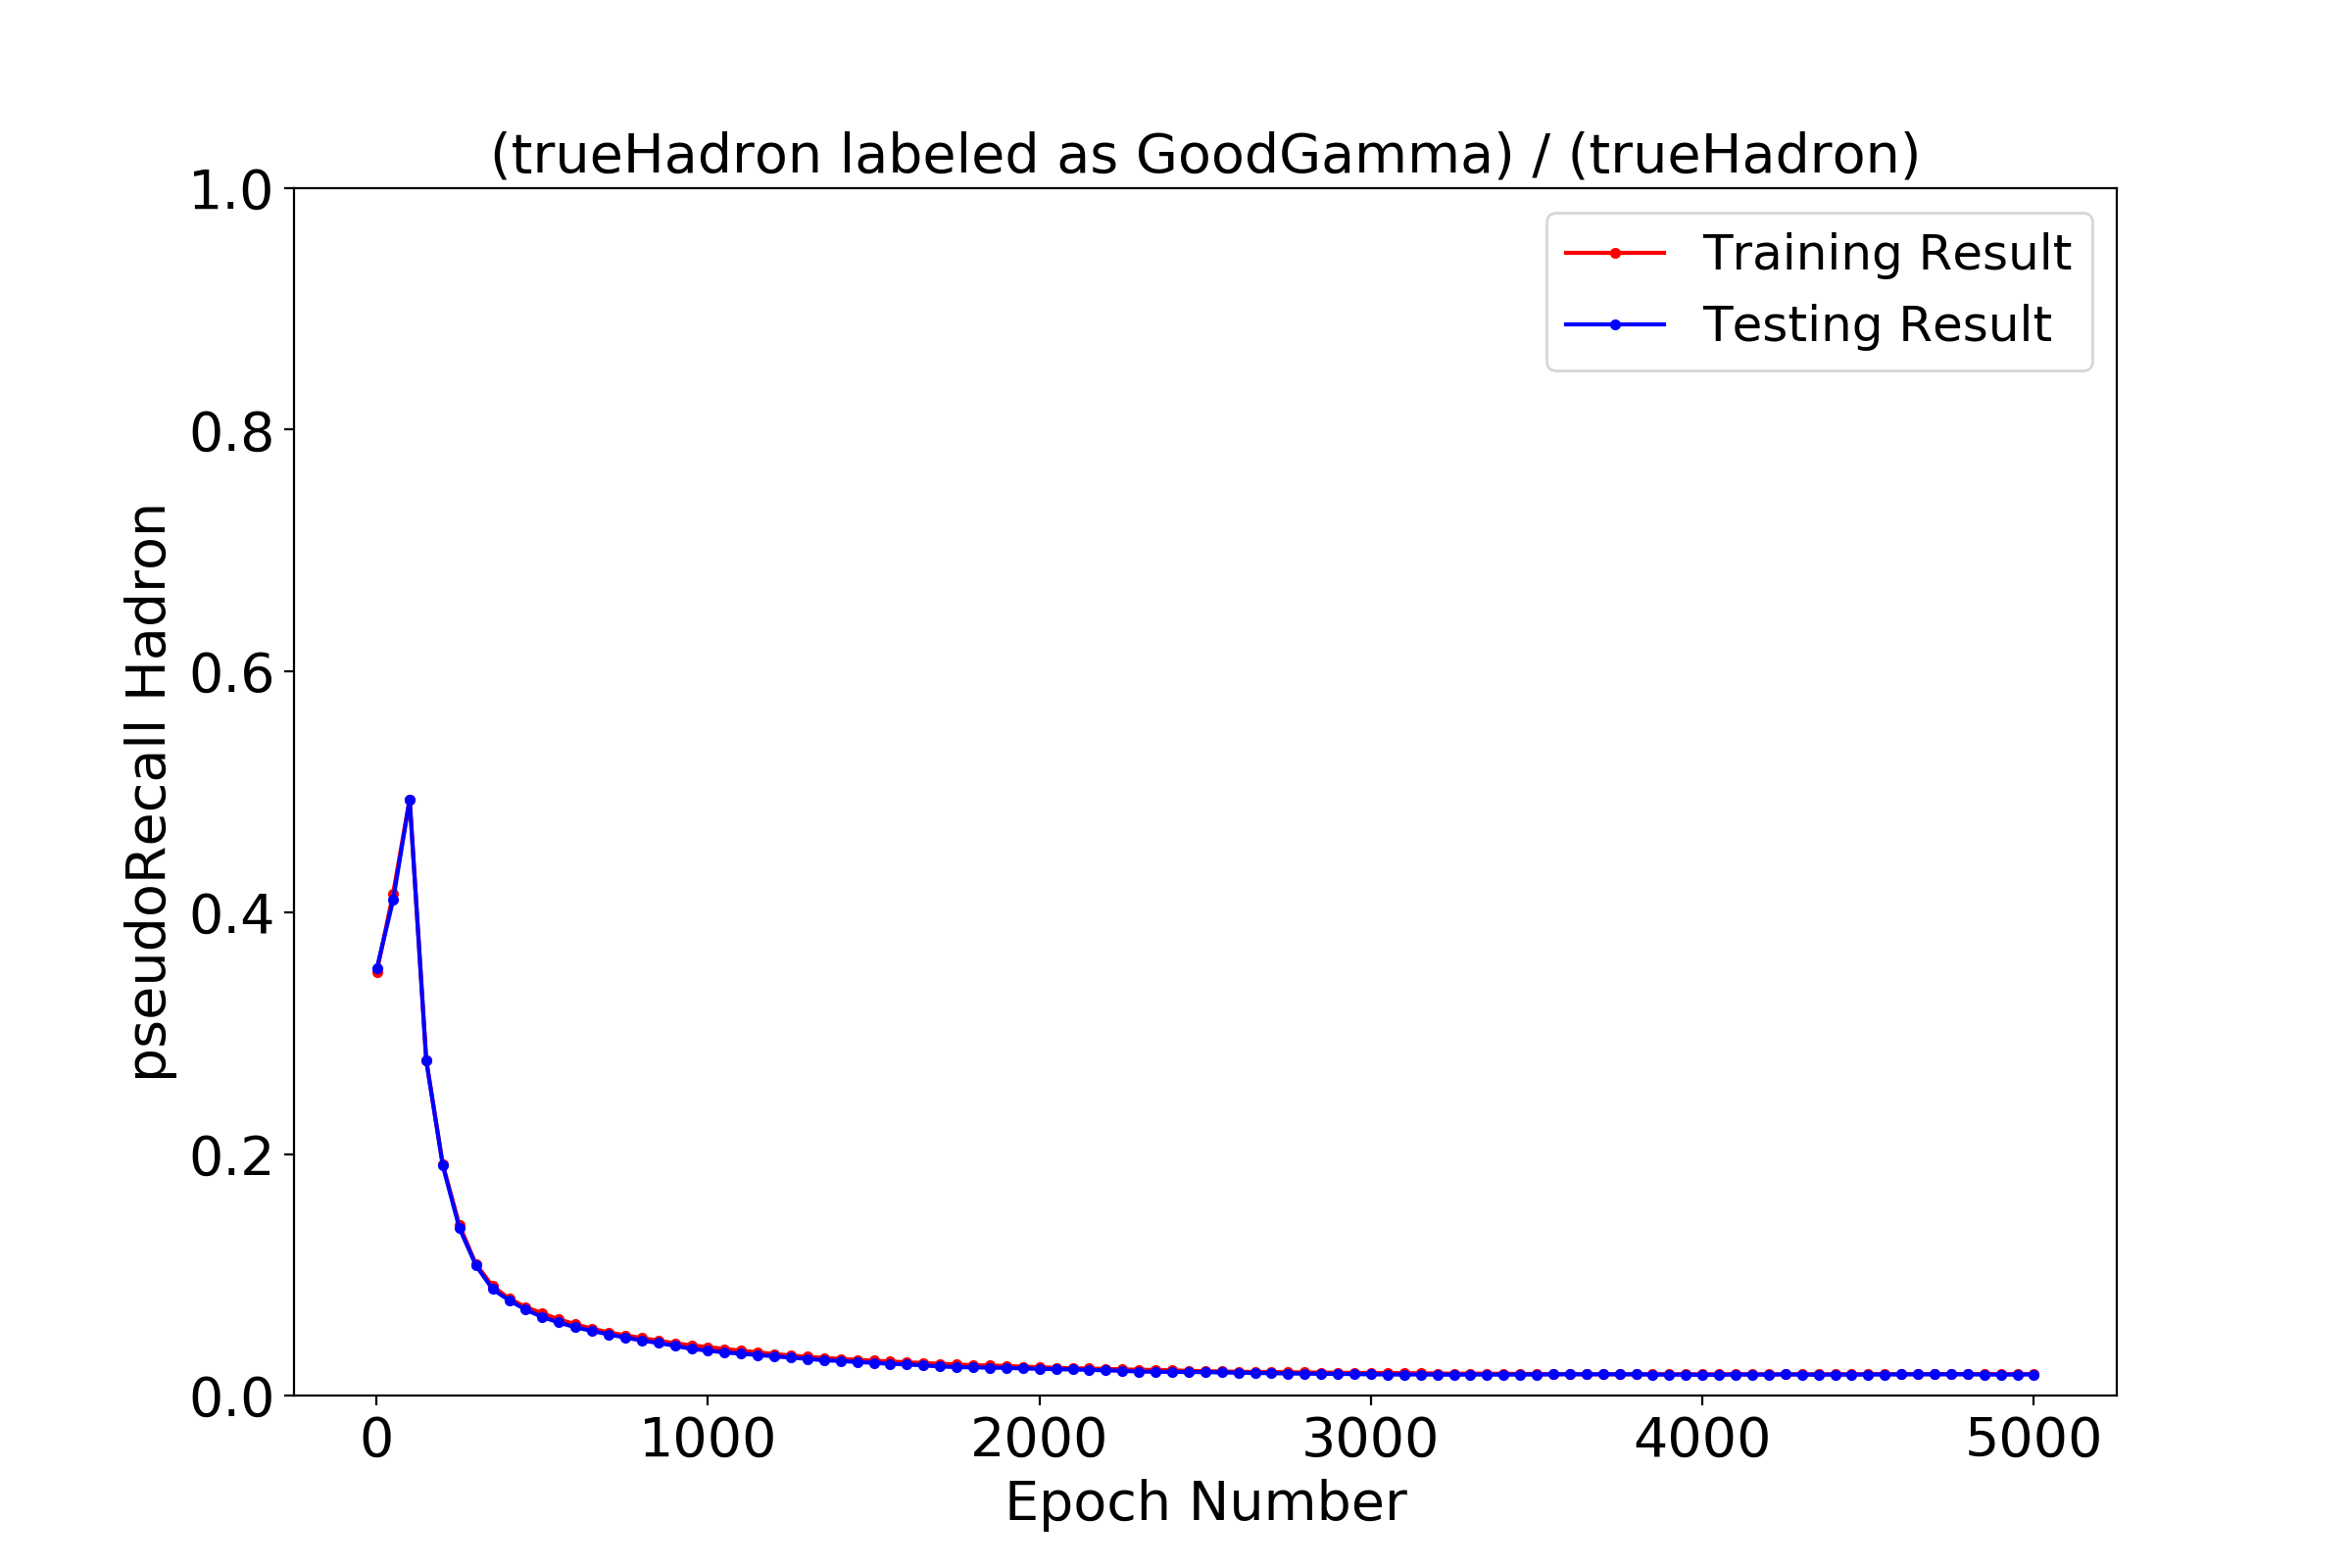 (trueHadron labeled as GoodGamma) / (trueHadron)
1.0
0.8
0.6
0.4
0.2
0.0
pseudoRecall Hadron
Training Result
Testing Result
0 1000 2000 3000 4000 5000
Epoch Number